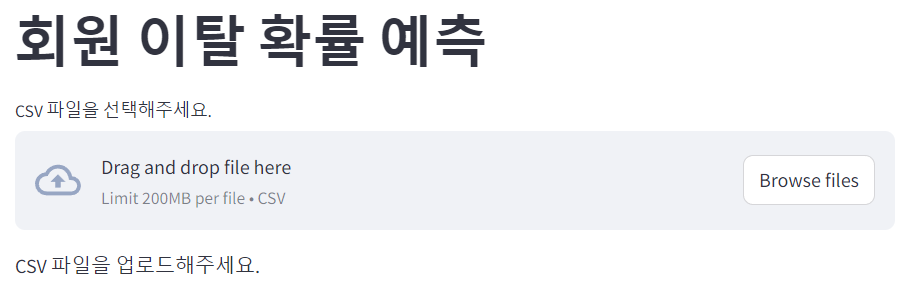 회원 이탈 확률 예측
CSV 파일을 선택해주세요.
Drag and drop file here
Limit 200MB per file • CSV
Browse files
CSV 파일을 업로드해주세요.